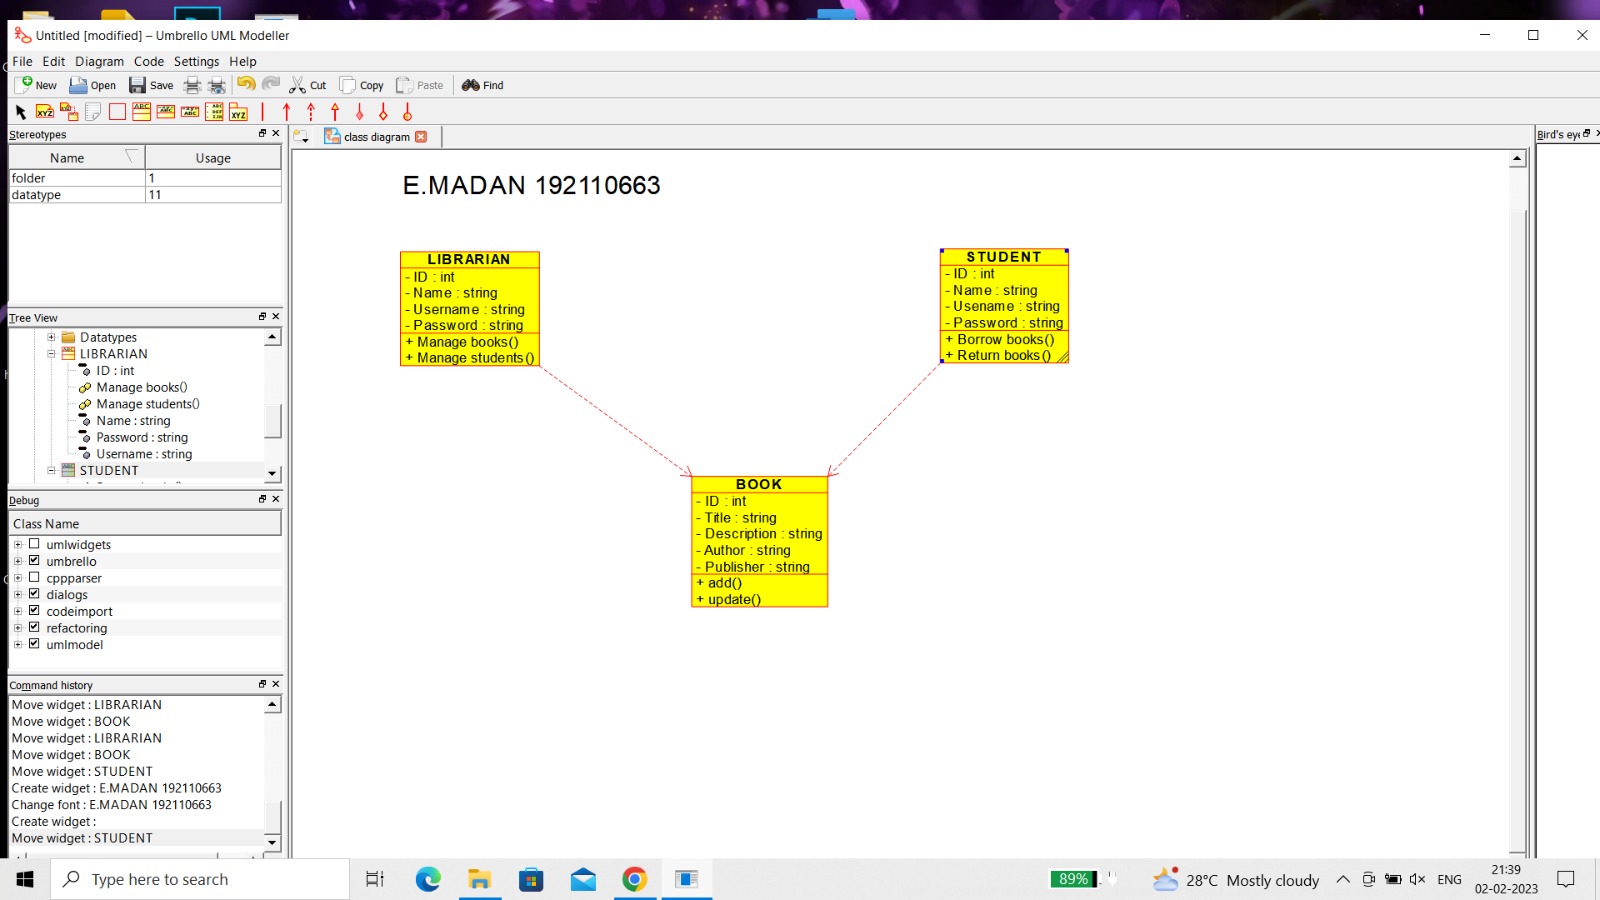 Untitled [modified] – Umbrello UML Modeller
File Edit Diagram Code Settings Help
New Open Save Cut Copy Paste Find
Stereotypes
Name Usage
folder 1
datatype 11
Tree View
Datatypes
LIBRARIAN
ID : int
Manage books()
Manage students()
Name : string
Password : string
Username : string
STUDENT
Debug
Class Name
umlwidgets
umbrello
cppparser
dialogs
codeimport
refactoring
umlmodel
Command history
Move widget : LIBRARIAN
Move widget : BOOK
Move widget : LIBRARIAN
Move widget : BOOK
Move widget : STUDENT
Create widget : E.MADAN 192110663
Change font : E.MADAN 192110663
Create widget :
Move widget : STUDENT
class diagram
E.MADAN 192110663
LIBRARIAN
- ID : int
- Name : string
- Username : string
- Password : string
+ Manage books()
+ Manage students()
STUDENT
- ID : int
- Name : string
- Usename : string
- Password : string
+ Borrow books()
+ Return books()
BOOK
- ID : int
- Title : string
- Description : string
- Author : string
- Publisher : string
+ add()
+ update()
Bird's eye
Type here to search
89%
28°C Mostly cloudy
ENG
21:39
02-02-2023